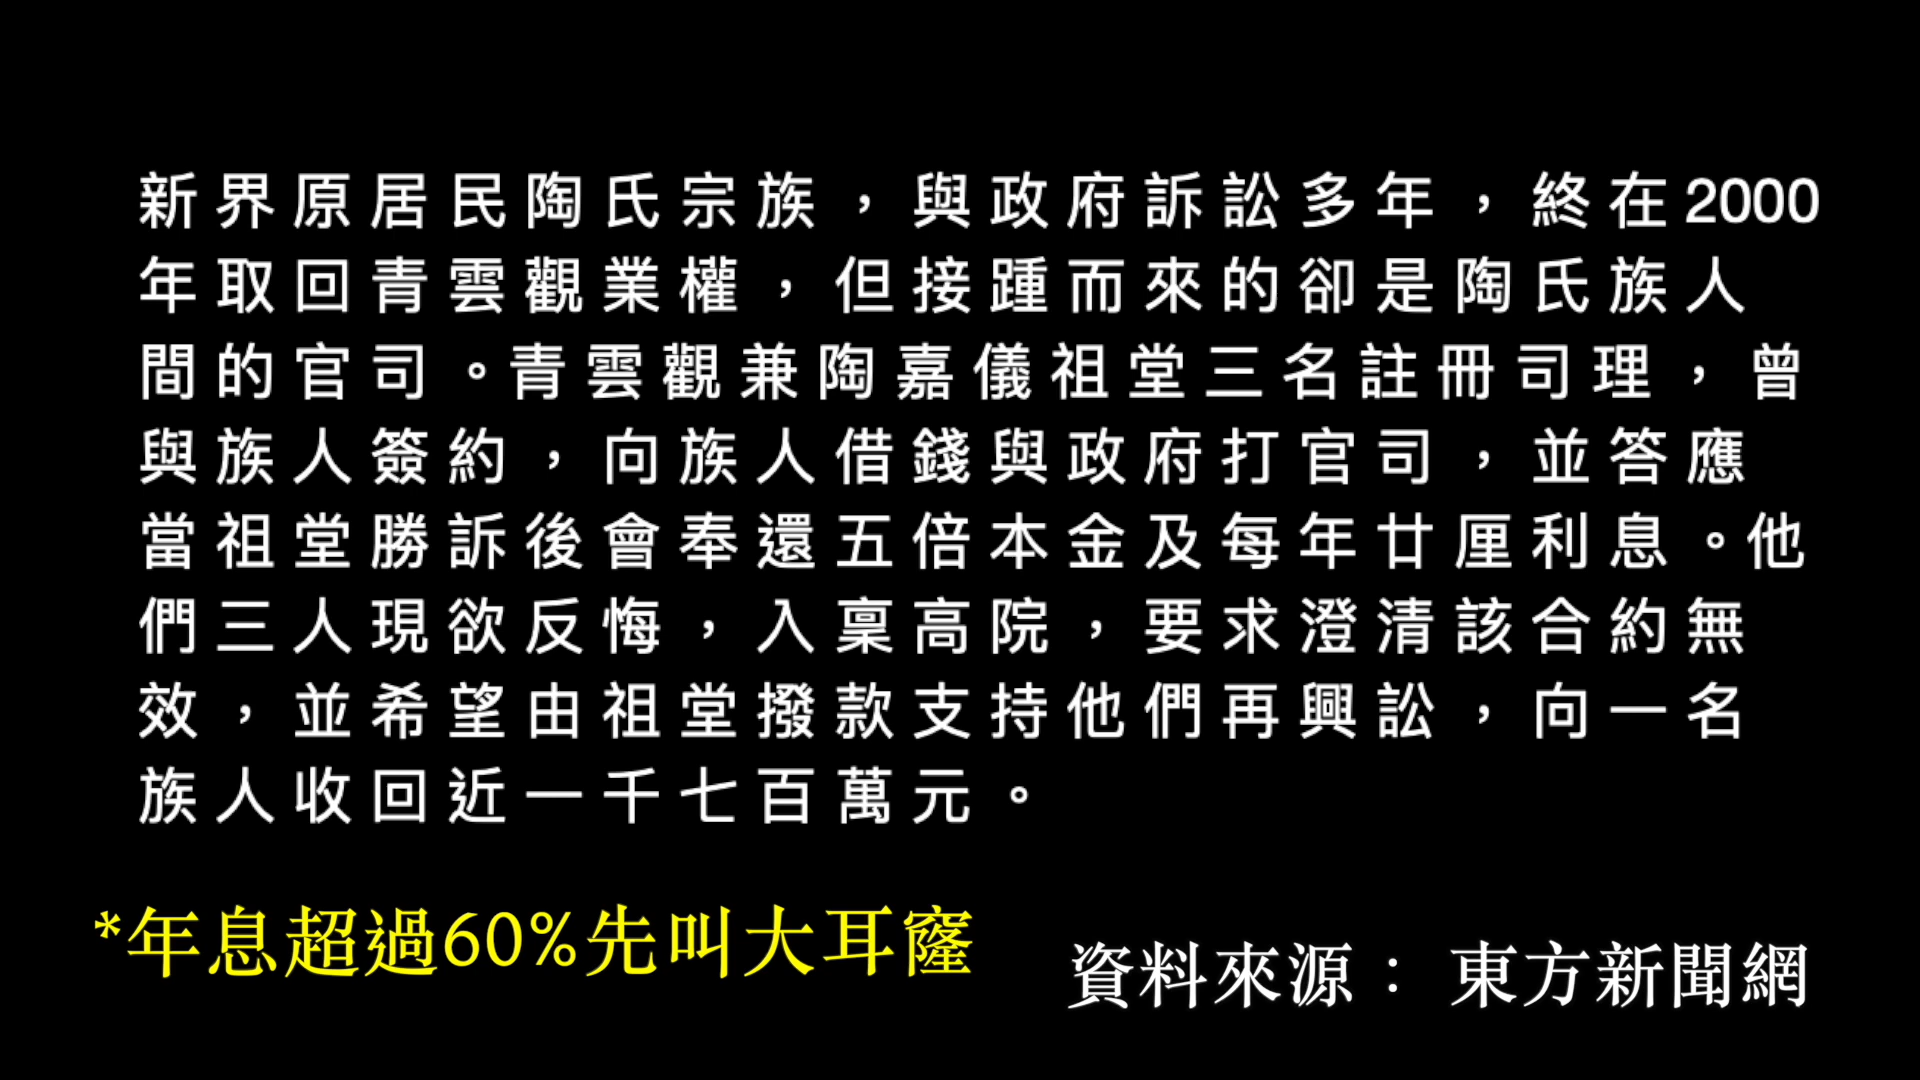 新界原居民陶氏宗族，與政府訴訟多年，終在2000
年取回青雲觀業權，但接踵而來的卻是陶氏族人
間的官司。青雲觀兼陶嘉儀祖堂三名註冊司理，曾
與族人簽約，向族人借錢與政府打官司，並答應
當祖堂勝訴後會奉還五倍本金及每年廿厘利息。他
們三人現欲反悔，入稟高院，要求澄清該合約無
效，並希望由祖堂撥款支持他們再興訟，向一名
族人收回近一千七百萬元。
*年息超過60%先叫大耳窿
資料來源： 東方新聞網